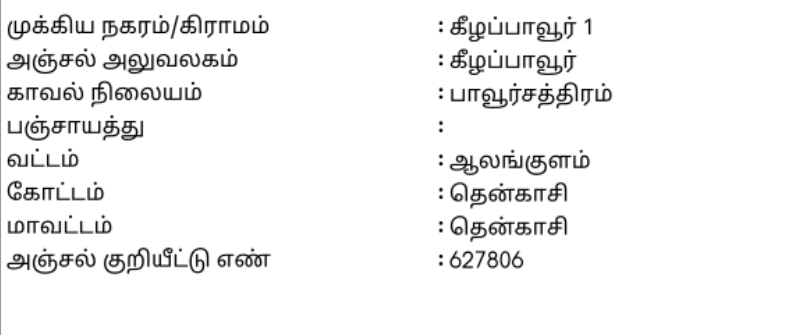 முக்கிய நகரம்/கிராமம் : கீழப்பாவூர் 1
அஞ்சல் அலுவலகம் : கீழப்பாவூர்
காவல் நிலையம் : பாவூர்சத்திரம்
பஞ்சாயத்து :
வட்டம் : ஆலங்குளம்
கோட்டம் : தென்காசி
மாவட்டம் : தென்காசி
அஞ்சல் குறியீட்டு எண் : 627806